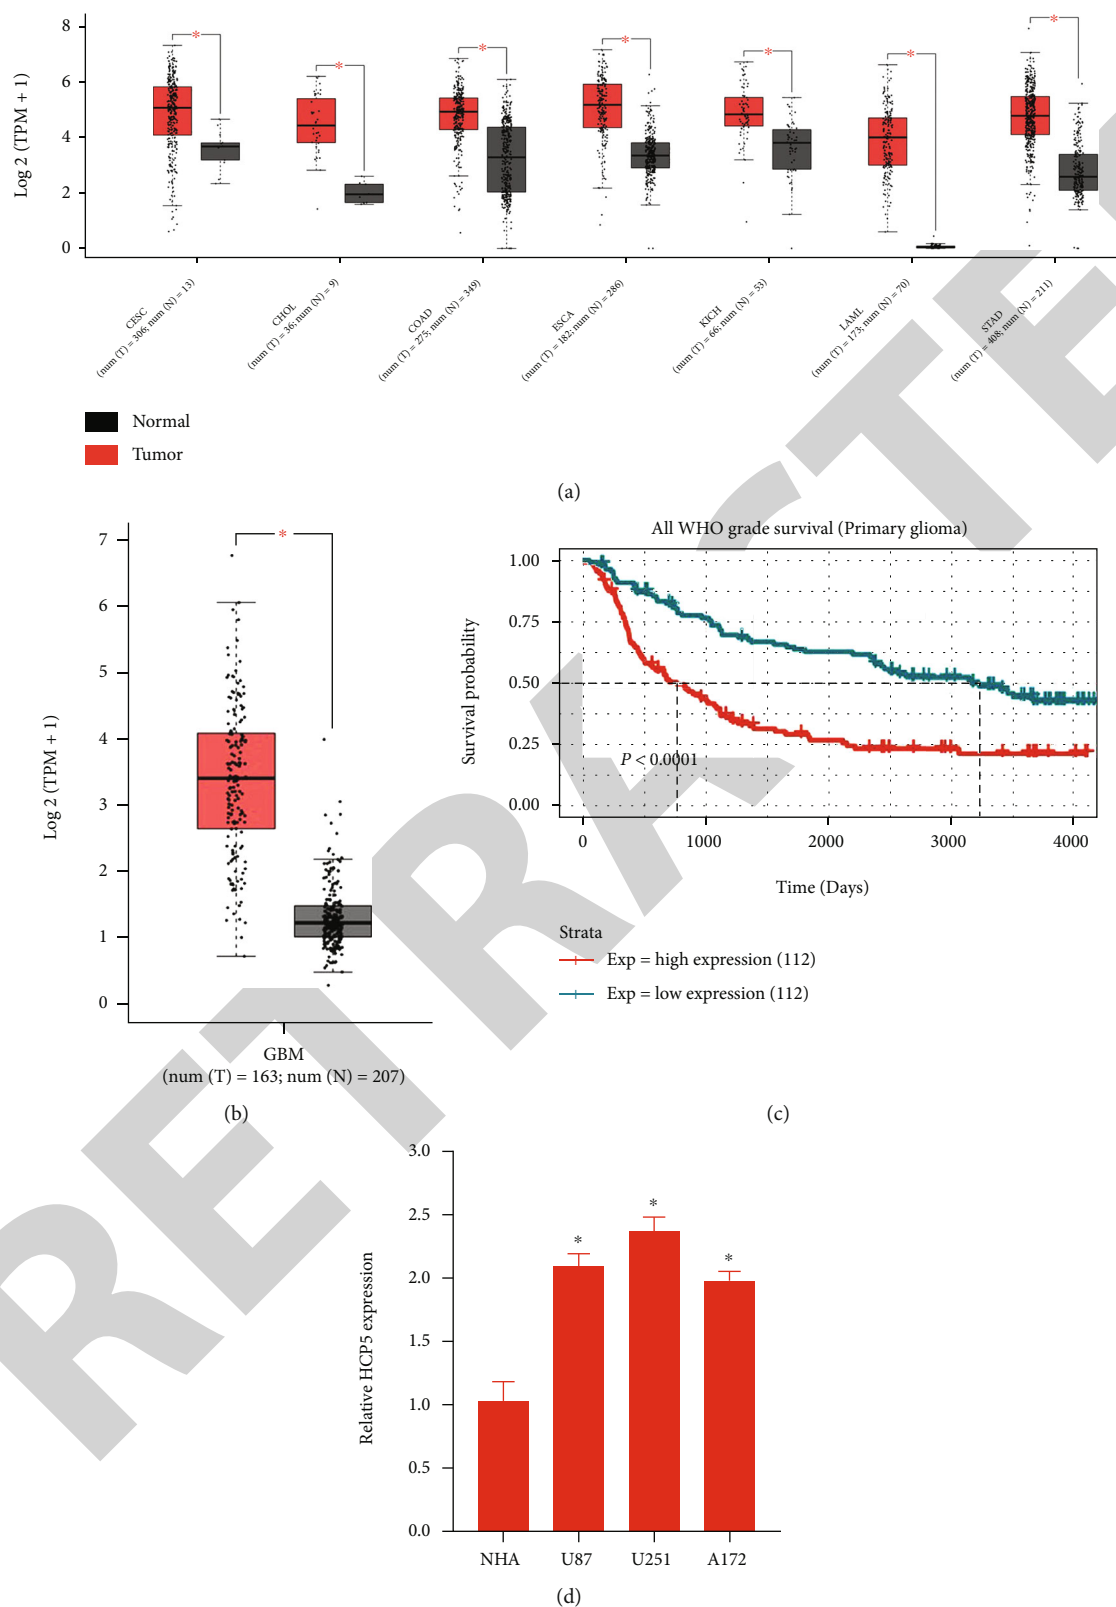 8
6
4
2
0
Log 2 (TPM + 1)
*
*
*
*
*
*
*
CESC
(num (T) = 306; num (N) = 13)
CHOL
(num (T) = 36; num (N) = 9)
COAD
(num (T) = 275; num (N) = 349)
ESCA
(num (T) = 182; num (N) = 286)
KICH
(num (T) = 66; num (N) = 53)
LAML
(num (T) = 173; num (N) = 70)
STAD
(num (T) = 408; num (N) = 211)
Normal
Tumor
(a)
7
6
5
4
3
2
1
0
Log 2 (TPM + 1)
*
GBM
(num (T) = 163; num (N) = 207)
(b)
All WHO grade survival (Primary glioma)
1.00
0.75
0.50
0.25
0.00
Survival probability
P < 0.0001
0 1000 2000 3000 4000
Time (Days)
Strata
Exp = high expression (112)
Exp = low expression (112)
(c)
3.0
2.5
2.0
1.5
1.0
0.5
0.0
Relative HCP5 expression
*
*
*
NHA U87 U251 A172
(d)
RETRACTE